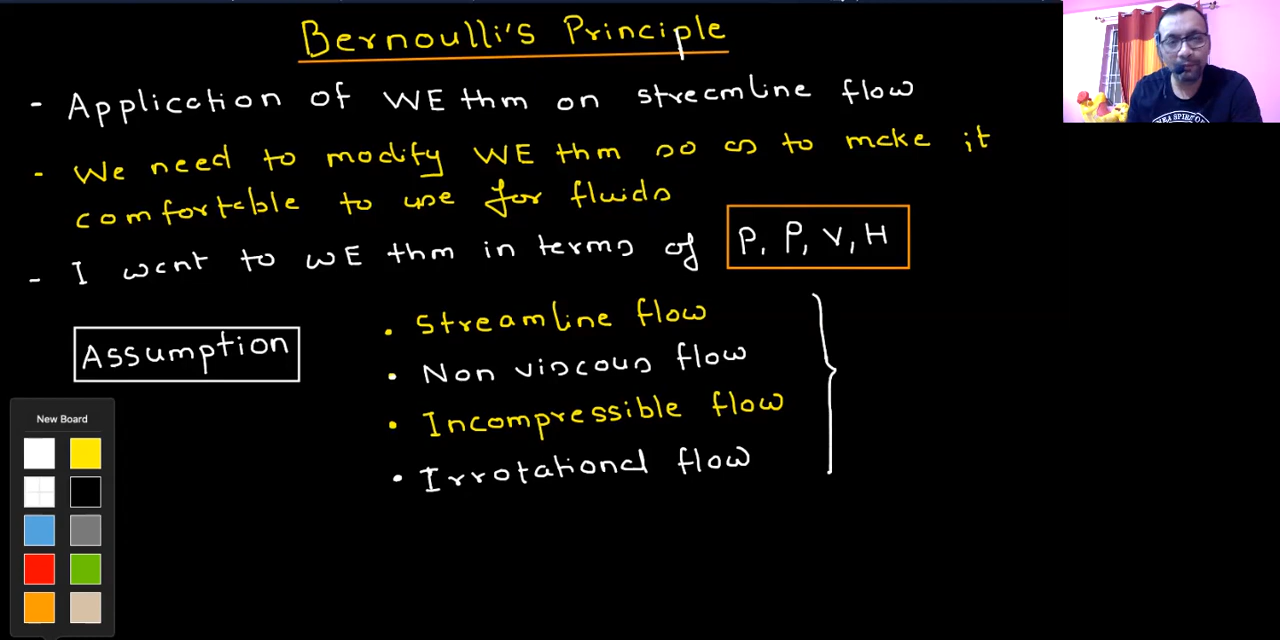 Bernoulli's Principle
- Application of WE thm on streamline flow
- We need to modify WE thm so as to make it
comfortable to use for fluids
- I want to WE thm in terms of P, ρ, V, H
Assumption
• Streamline flow
• Non viscous flow
• Incompressible flow
• Irrotational flow
New Board